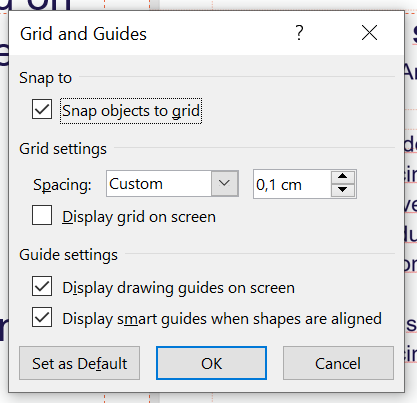 Grid and Guides
?
Snap to
Snap objects to grid
Grid settings
Spacing: Custom 0,1 cm
Display grid on screen
Guide settings
Display drawing guides on screen
Display smart guides when shapes are aligned
Set as Default OK Cancel